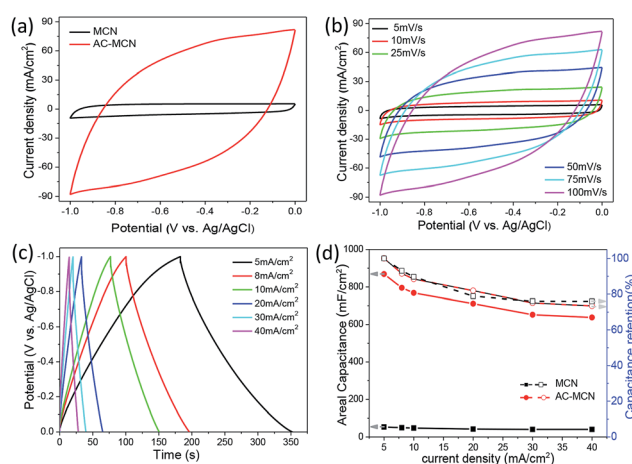 (a)
MCN
AC-MCN
Current density (mA/cm²)
90
60
30
0
-30
-60
-90
-1.0
-0.8
-0.6
-0.4
-0.2
0.0
Potential (V vs. Ag/AgCl)
(b)
5mV/s
10mV/s
25mV/s
50mV/s
75mV/s
100mV/s
Current density (mA/cm²)
90
60
30
0
-30
-60
-90
-1.0
-0.8
-0.6
-0.4
-0.2
0.0
Potential (V vs. Ag/AgCl)
(c)
5mA/cm²
8mA/cm²
10mA/cm²
20mA/cm²
30mA/cm²
40mA/cm²
Potential (V vs. Ag/AgCl)
-1.0
-0.8
-0.6
-0.4
-0.2
0.0
0
50
100
150
200
250
300
350
Time (s)
(d)
Areal Capacitance (mF/cm²)
1000
800
600
400
200
0
MCN
AC-MCN
100
80
60
40
20
0
Capacitance retention(%)
5
10
15
20
25
30
35
40
current density (mA/cm²)